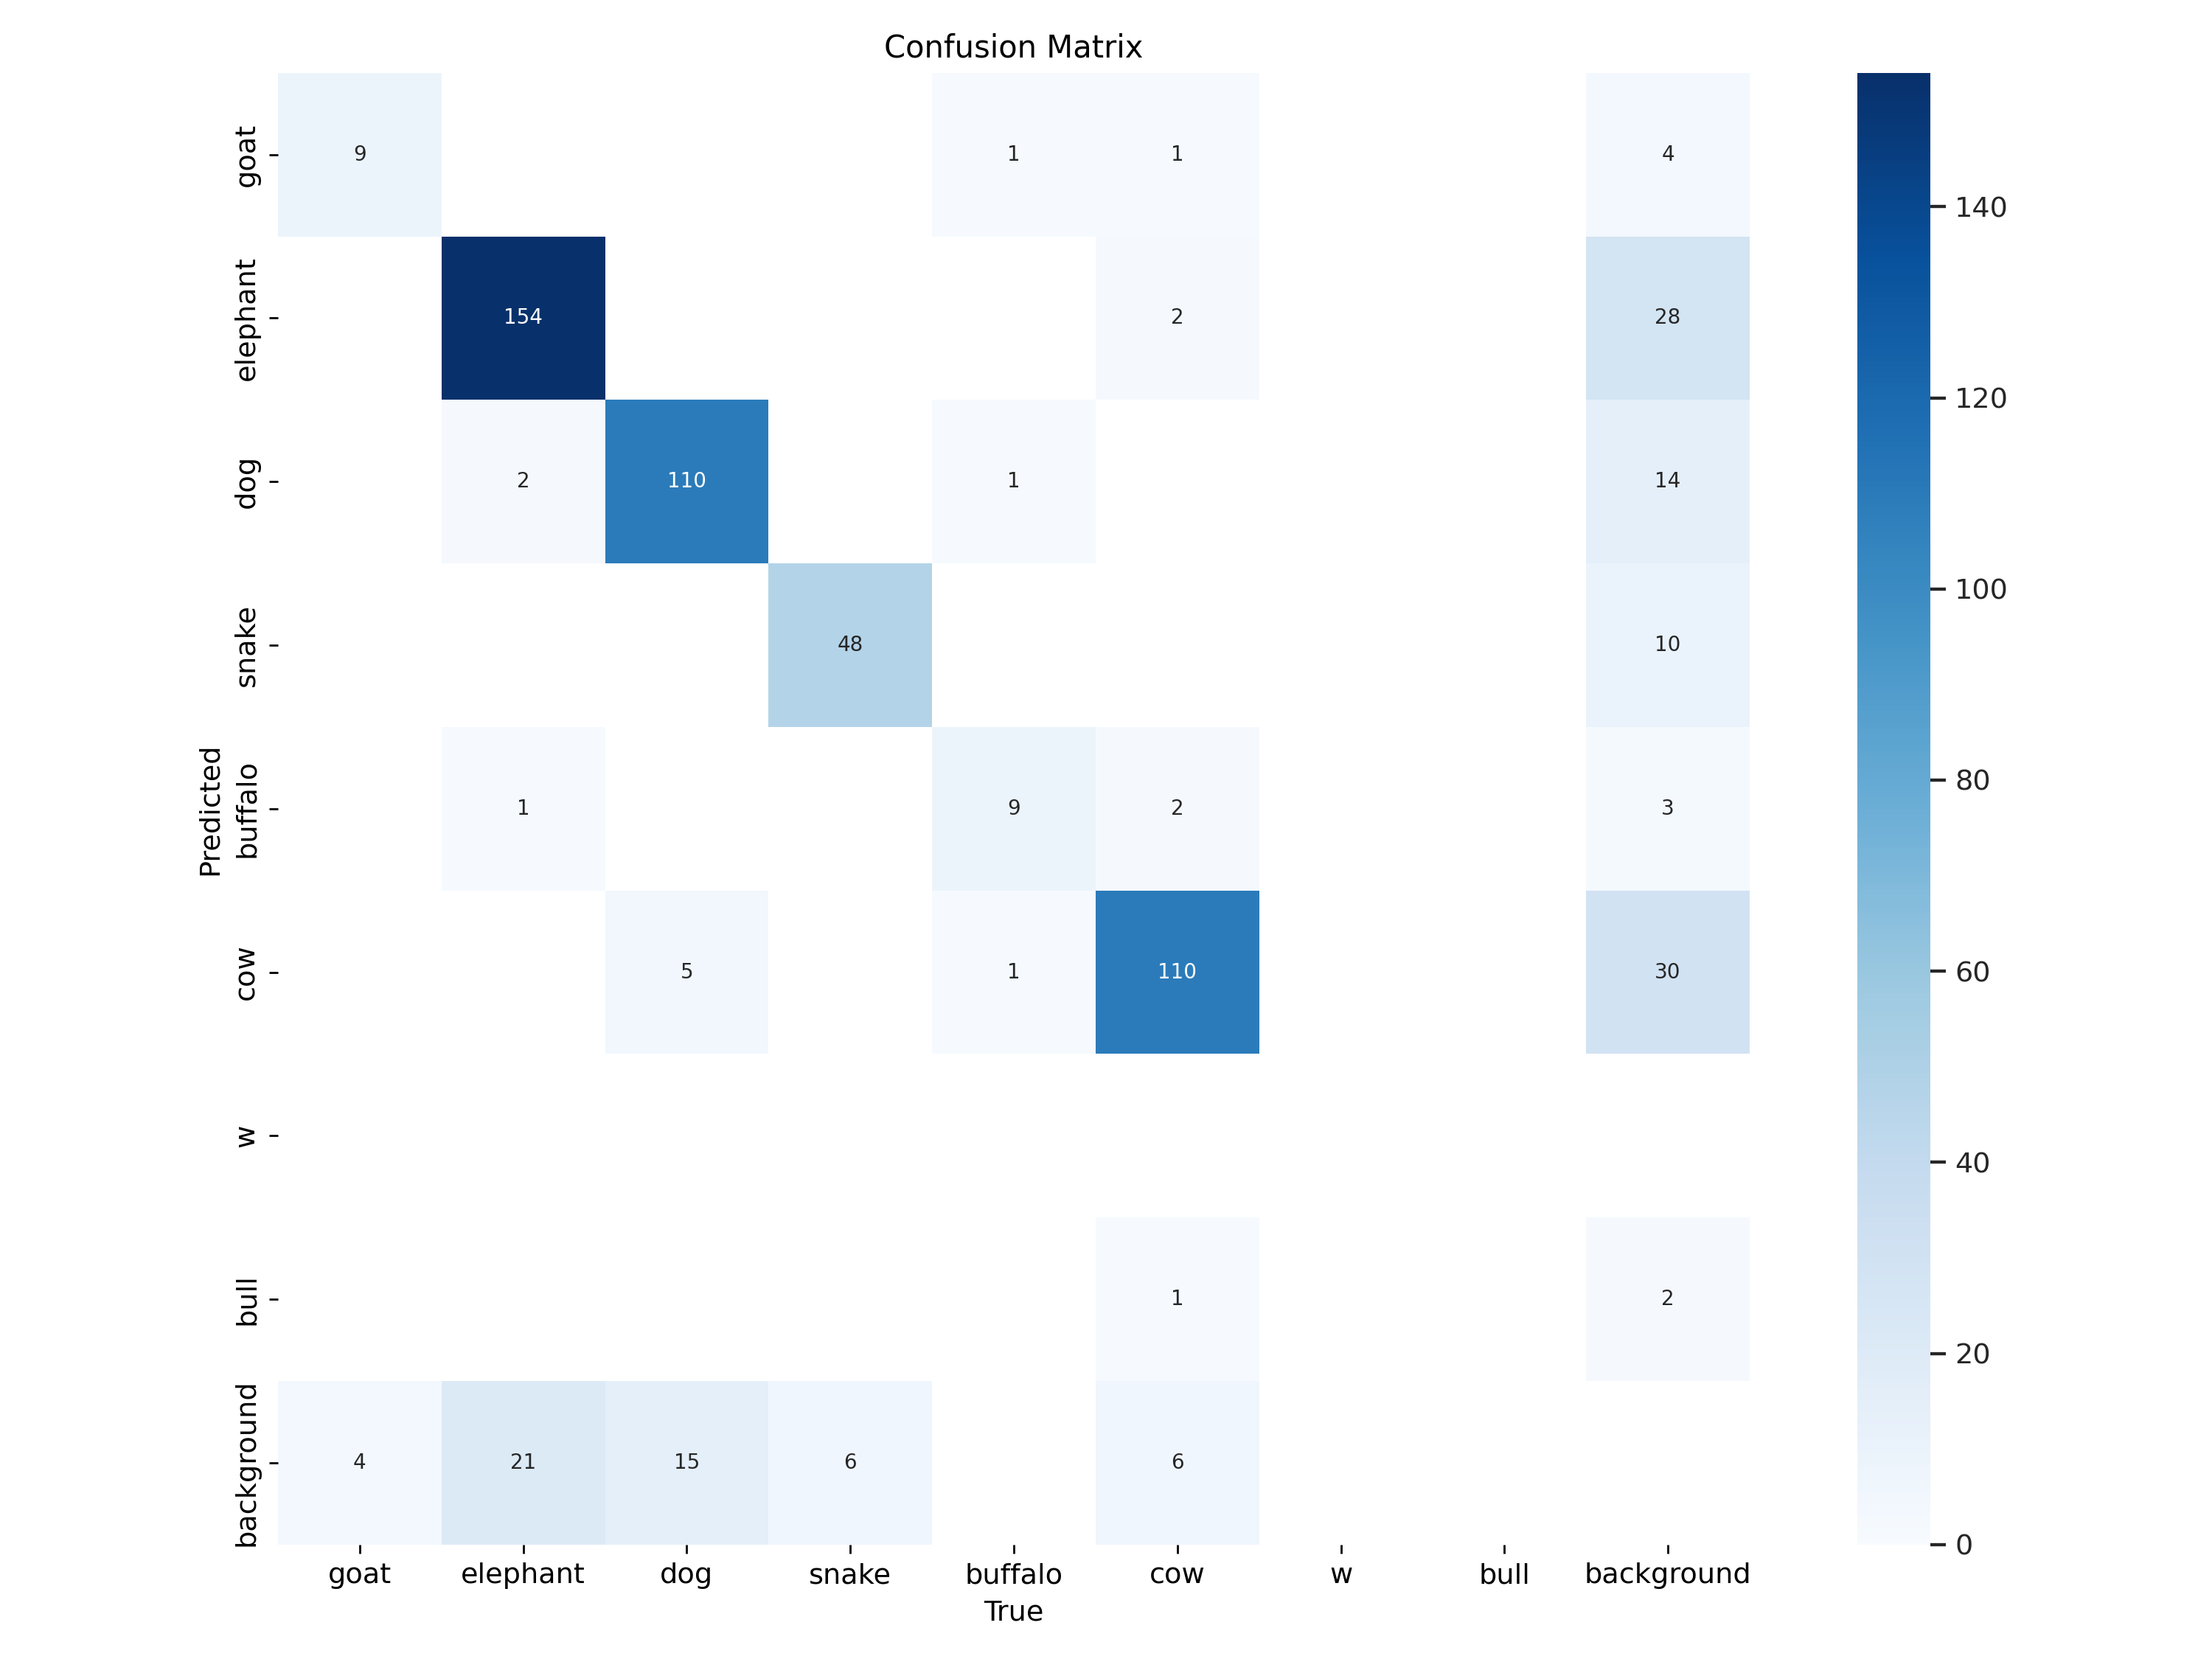 Confusion Matrix
goat 9 1 1 4
140
elephant 154 2 28
120
dog 2 110 1 14
100
snake 48 10
80
Predicted
buffalo 1 9 2 3
60
cow 5 1 110 30
w
40
bull 1 2
20
background 4 21 15 6 6
0
goat elephant dog snake buffalo cow w bull background
True